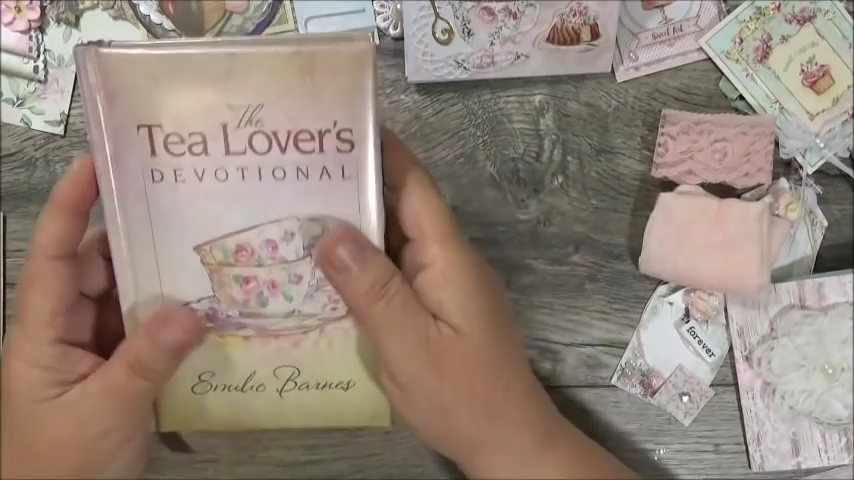 The
Tea Lover's
DEVOTIONAL
Emilie Barnes
forever